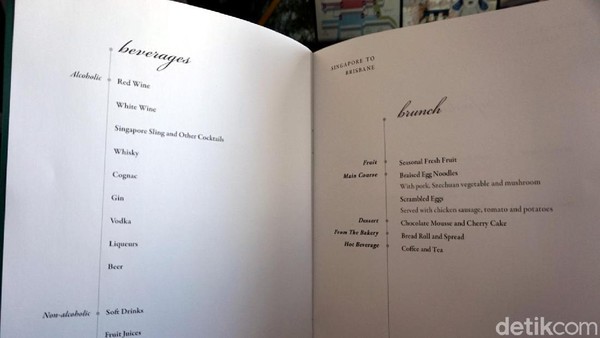 beverages
Alcoholic
Red Wine
White Wine
Singapore Sling and Other Cocktails
Whisky
Cognac
Gin
Vodka
Liqueurs
Beer
Non-alcoholic
Soft Drinks
Fruit Juices
SINGAPORE TO
BRISBANE
brunch
Fruit
Seasonal Fresh Fruit
Main Course
Braised Egg Noodles
With pork, Szechuan vegetable and mushroom
Scrambled Eggs
Served with chicken sausage, tomato and potatoes
Dessert
Chocolate Mousse and Cherry Cake
From The Bakery
Bread Roll and Spread
Hot Beverage
Coffee and Tea
detikcom